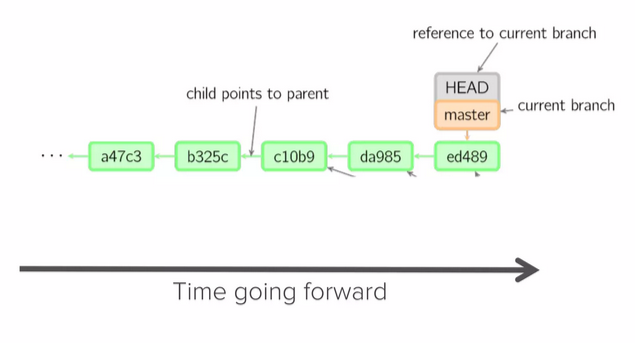 reference to current branch
HEAD
child points to parent
master
current branch
... a47c3 b325c c10b9 da985 ed489
Time going forward